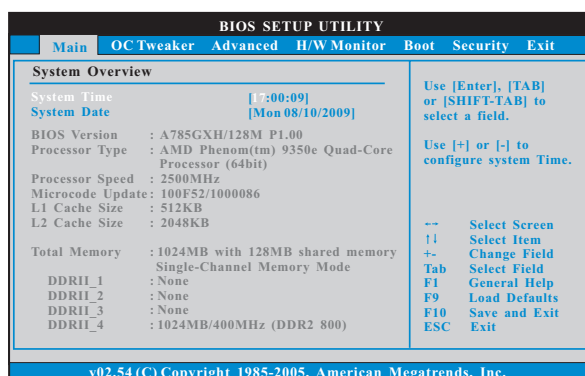 BIOS SETUP UTILITY
Main OC Tweaker Advanced H/W Monitor Boot Security Exit
System Overview
System Time [17:00:09]
System Date [Mon 08/10/2009]
BIOS Version : A785GXH/128M P1.00
Processor Type : AMD Phenom(tm) 9350e Quad-Core
Processor (64bit)
Processor Speed : 2500MHz
Microcode Update : 100F52/1000086
L1 Cache Size : 512KB
L2 Cache Size : 2048KB
Total Memory : 1024MB with 128MB shared memory
Single-Channel Memory Mode
DDRII_1 : None
DDRII_2 : None
DDRII_3 : None
DDRII_4 : 1024MB/400MHz (DDR2 800)
Use [Enter], [TAB]
or [SHIFT-TAB] to
select a field.
Use [+] or [-] to
configure system Time.
←→ Select Screen
↑↓ Select Item
+- Change Field
Tab Select Field
F1 General Help
F9 Load Defaults
F10 Save and Exit
ESC Exit
v02.54 (C) Copyright 1985-2005, American Megatrends, Inc.